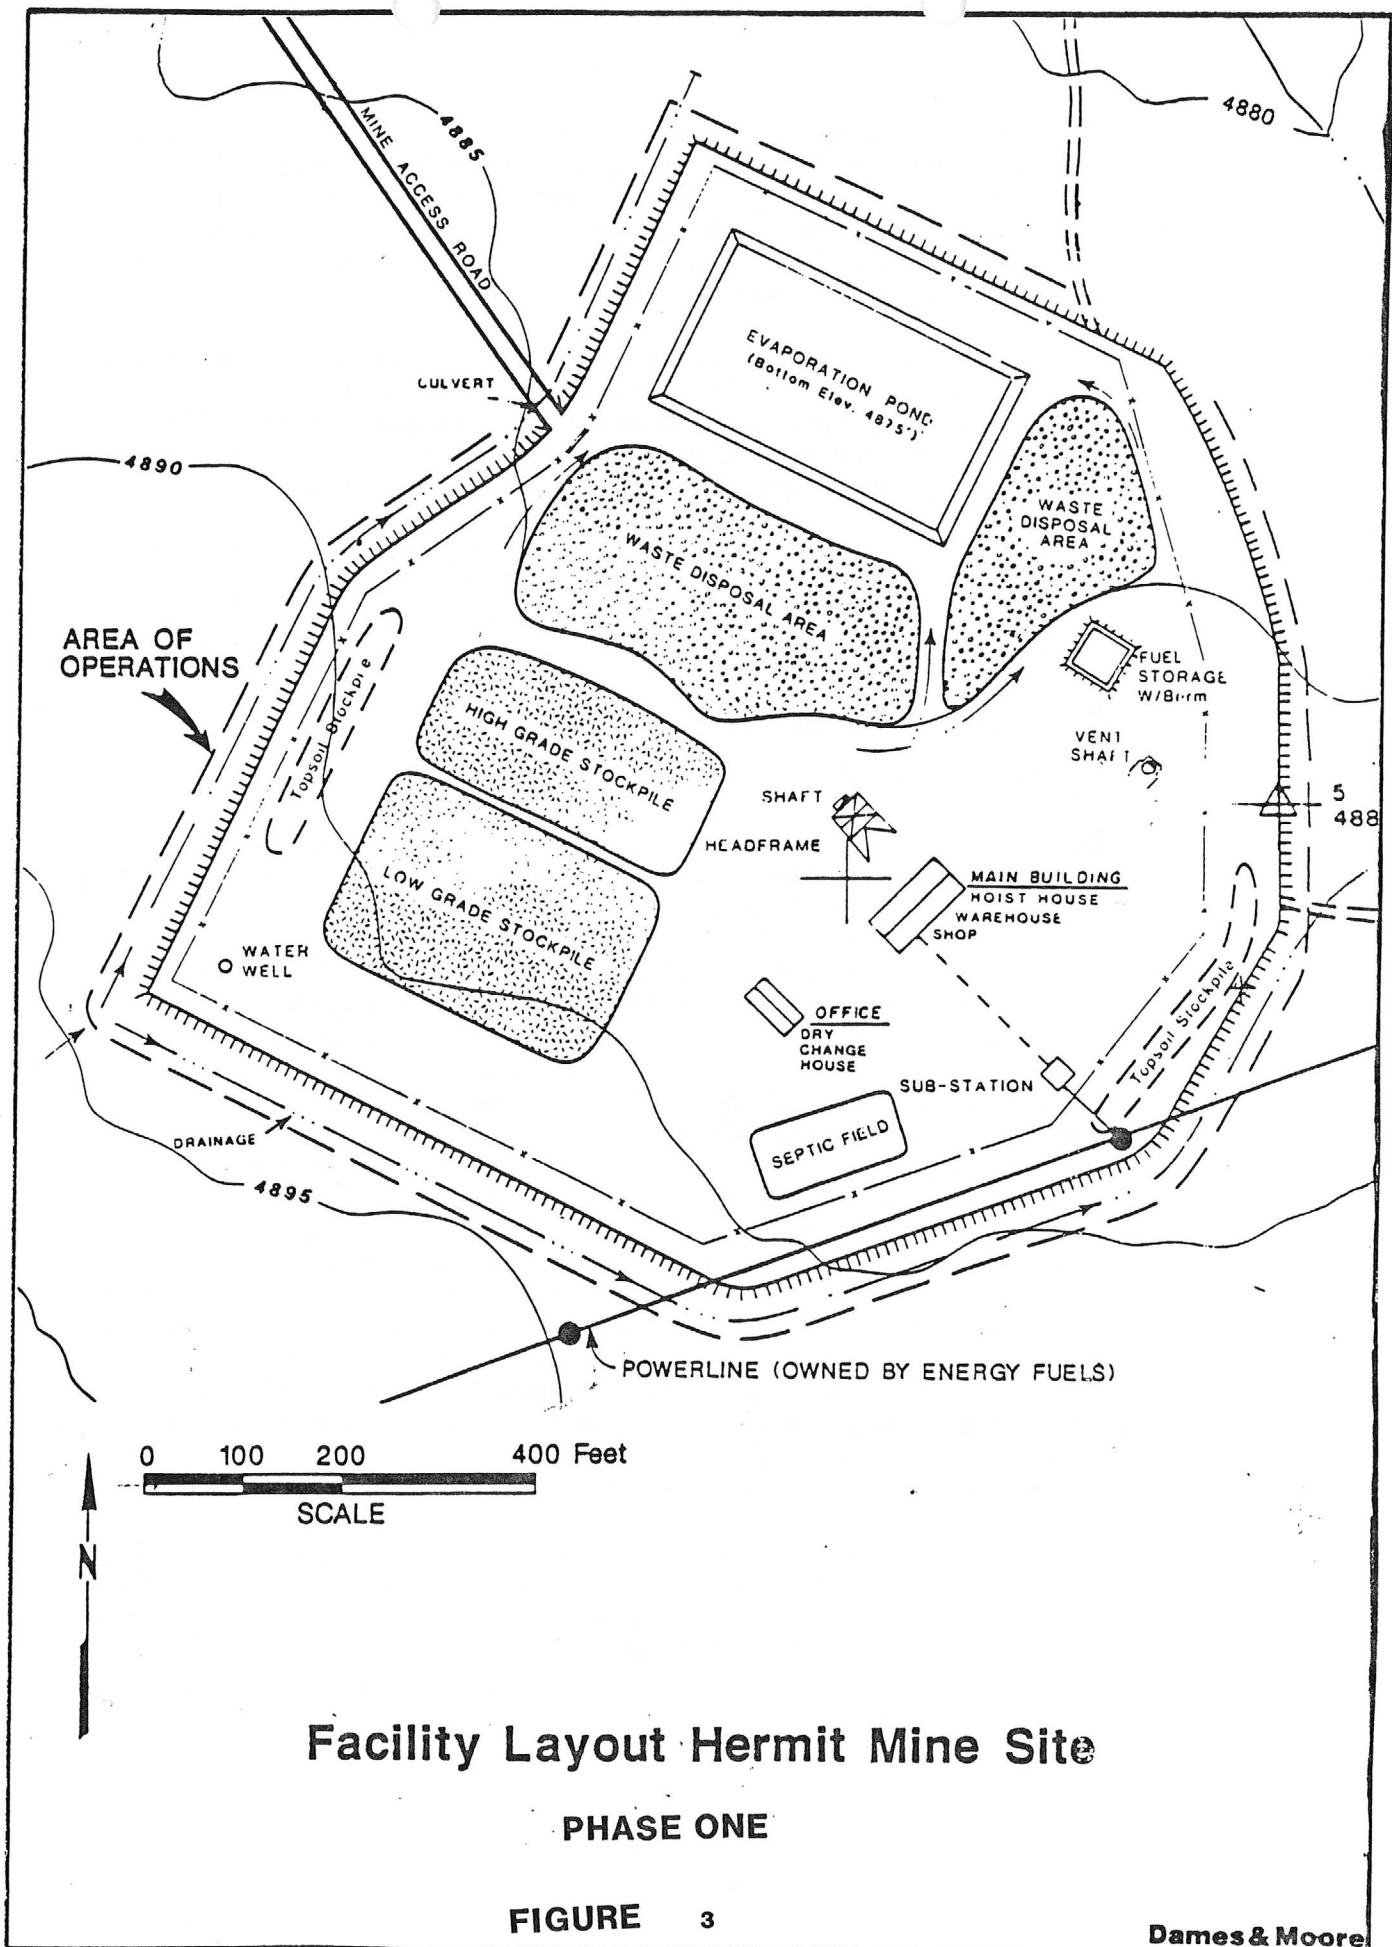 4880
4885
MINE ACCESS ROAD
EVAPORATION POND
(Bottom Elev. 4875')
CULVERT
4890
WASTE
DISPOSAL
AREA
WASTE DISPOSAL AREA
AREA OF
OPERATIONS
Topsoil Stockpile
FUEL
STORAGE
W/Berm
HIGH GRADE STOCKPILE
VENT
SHAFT
SHAFT
5
488
HEADFRAME
LOW GRADE STOCKPILE
MAIN BUILDING
HOIST HOUSE
WAREHOUSE
SHOP
WATER
WELL
Topsoil Stockpile
OFFICE
DRY
CHANGE
HOUSE
SUB-STATION
DRAINAGE
SEPTIC FIELD
4895
POWERLINE (OWNED BY ENERGY FUELS)
0 100 200 400 Feet
SCALE
N
Facility Layout Hermit Mine Site
PHASE ONE
FIGURE 3
Dames & Moore